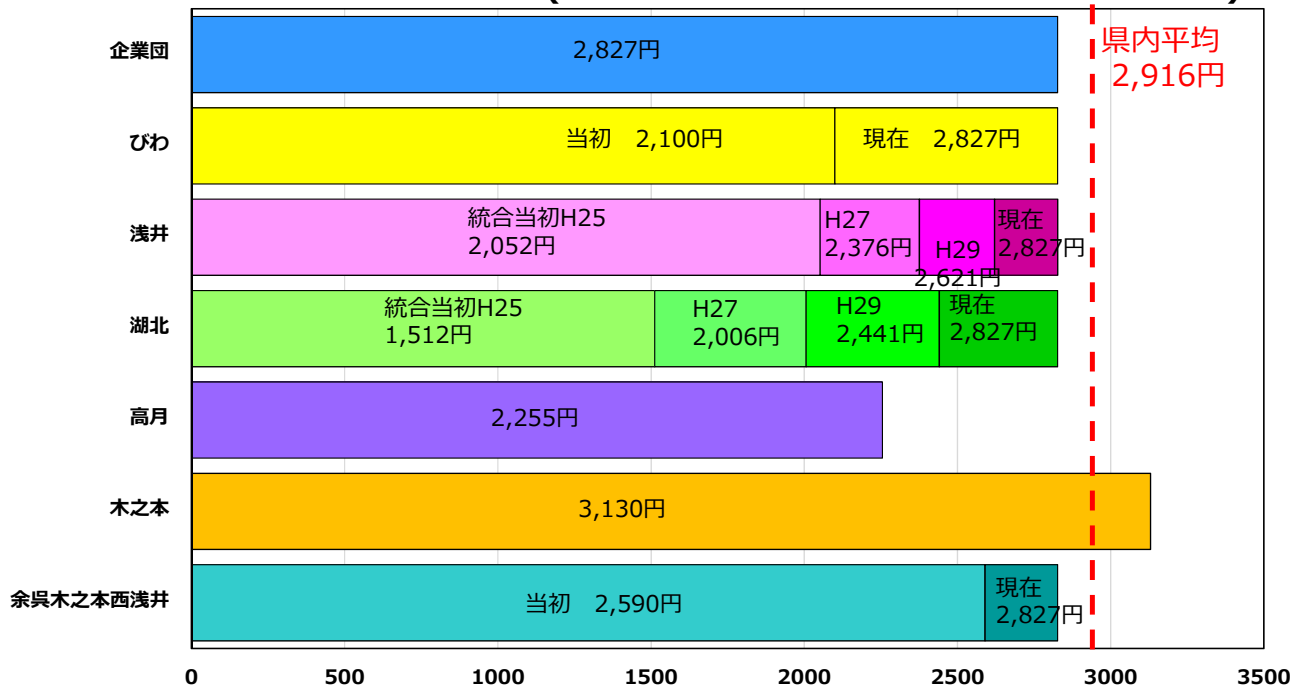 企業団
2,827円
県内平均
2,916円
びわ
当初　2,100円
現在　2,827円
浅井
統合当初H25
2,052円
H27
2,376円
H29
2,621円
現在
2,827円
湖北
統合当初H25
1,512円
H27
2,006円
H29
2,441円
現在
2,827円
高月
2,255円
木之本
3,130円
余呉木之本西浅井
当初　2,590円
現在
2,827円
0 500 1000 1500 2000 2500 3000 3500